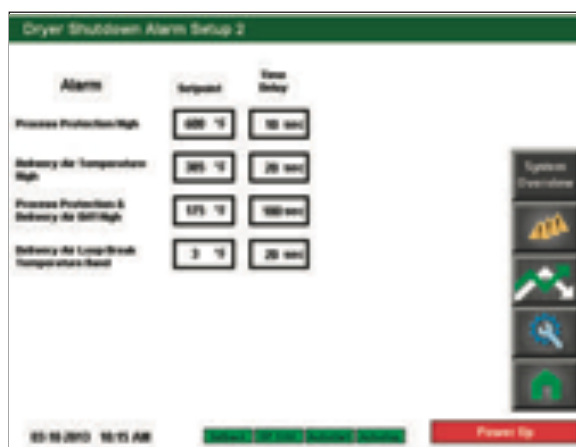 Dryer Shutdown Alarm Setup 2
Alarm
Setpoint
Time
Delay
Process Protection High
600 °F
10 sec
Delivery Air Temperature
High
305 °F
20 sec
Process Protection &
Delivery Air Diff High
175 °F
180 sec
Delivery Air Loop Break
Temperature Band
3 °F
20 sec
System
Overview
03-18-2013 10:15 AM
Power Up